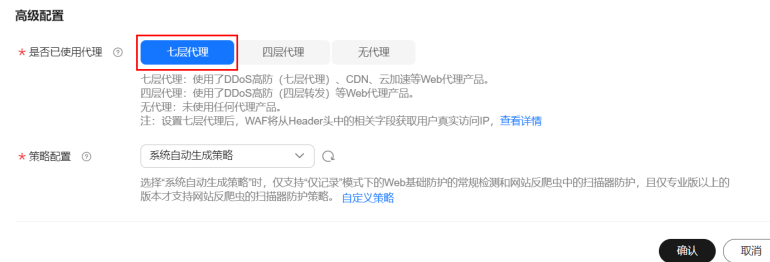 高级配置
★ 是否已使用代理 七层代理 四层代理 无代理
七层代理：使用了DDoS高防（七层代理）、CDN、云加速等Web代理产品。
四层代理：使用了DDoS高防（四层转发）等Web代理产品。
无代理：未使用任何代理产品。
注：设置七层代理后，WAF将从Header头中的相关字段获取用户真实访问IP，查看详情
★ 策略配置 系统自动生成策略
选择“系统自动生成策略”时，仅支持“仅记录”模式下的Web基础防护的常规检测和网站反爬虫中的扫描器防护，且仅专业版以上的
版本才支持网站反爬虫的扫描器防护策略。 自定义策略
确认 取消